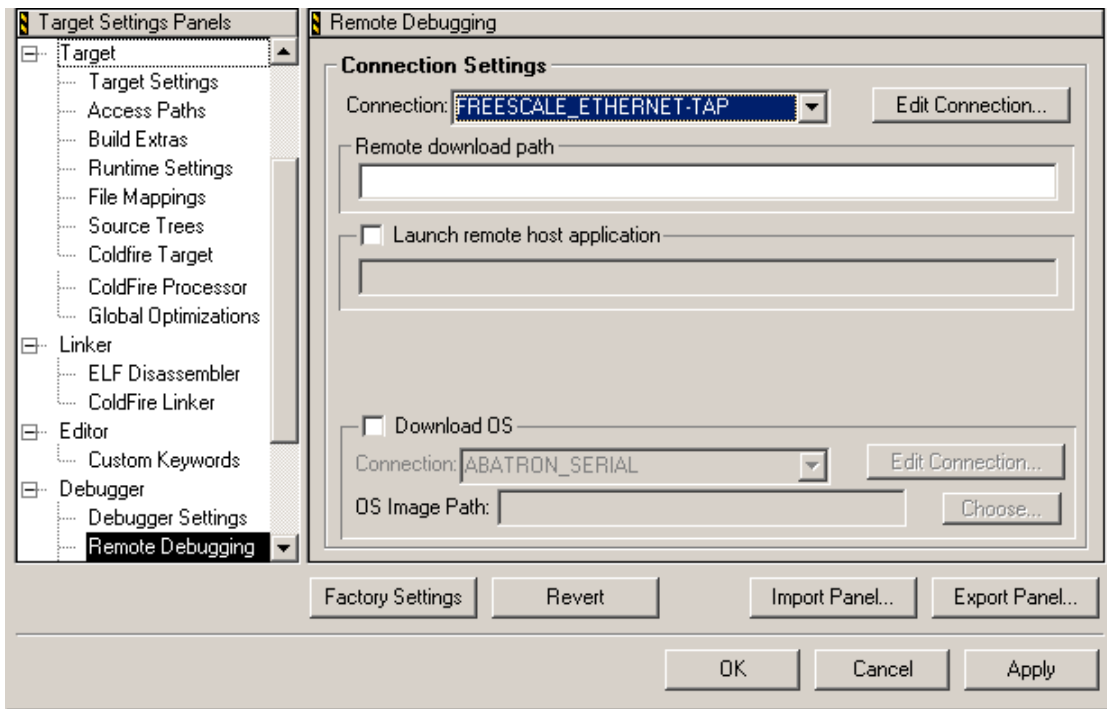 Target Settings Panels
Target
Target Settings
Access Paths
Build Extras
Runtime Settings
File Mappings
Source Trees
Coldfire Target
ColdFire Processor
Global Optimizations
Linker
ELF Disassembler
ColdFire Linker
Editor
Custom Keywords
Debugger
Debugger Settings
Remote Debugging
Remote Debugging
Connection Settings
Connection: FREESCALE_ETHERNET-TAP Edit Connection...
Remote download path
Launch remote host application
Download OS
Connection: ABATRON_SERIAL Edit Connection...
OS Image Path: Choose...
Factory Settings Revert Import Panel... Export Panel...
OK Cancel Apply